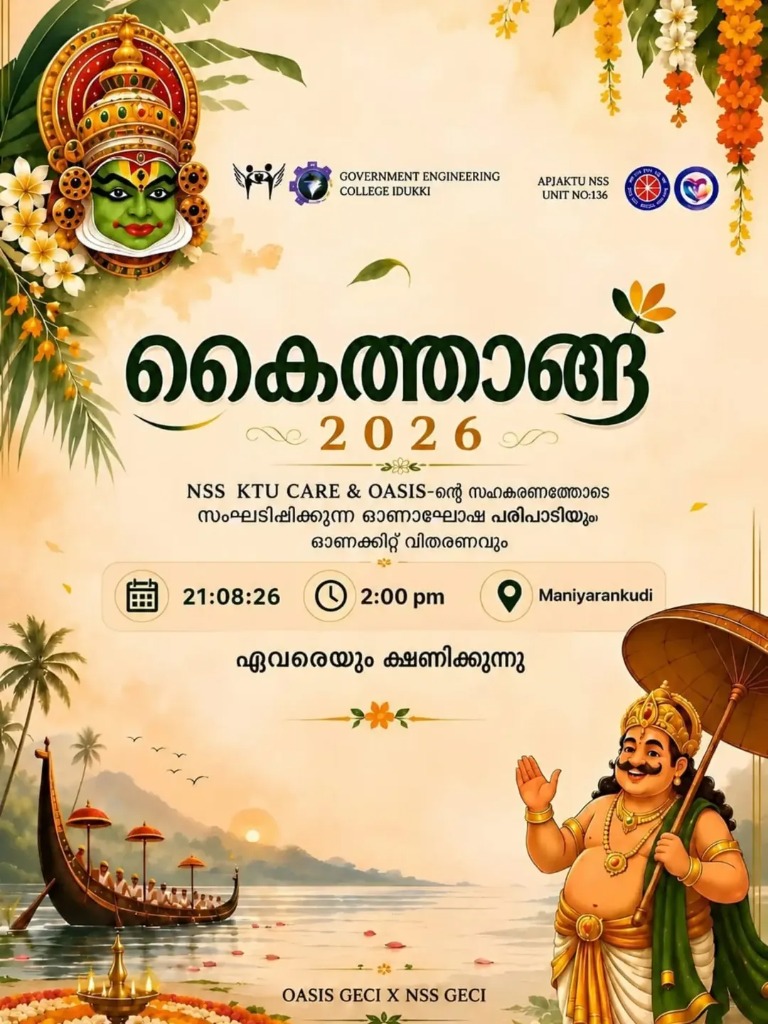 GOVERNMENT ENGINEERING
COLLEGE IDUKKI
APJAKTU NSS
UNIT NO:136
കൈത്താങ്ങ്
2026
NSS KTU CARE & OASIS-ന്റെ സഹകരണത്തോടെ
സംഘടിഷിക്കുന്ന ഓണാഘോഷ പരിപാടിയും
ഓണക്കിറ്റ് വിതരണവും
21:08:26
2:00 pm
Maniyarankudi
ഏവരെയും ക്ഷണിക്കുന്നു
OASIS GECI X NSS GECI